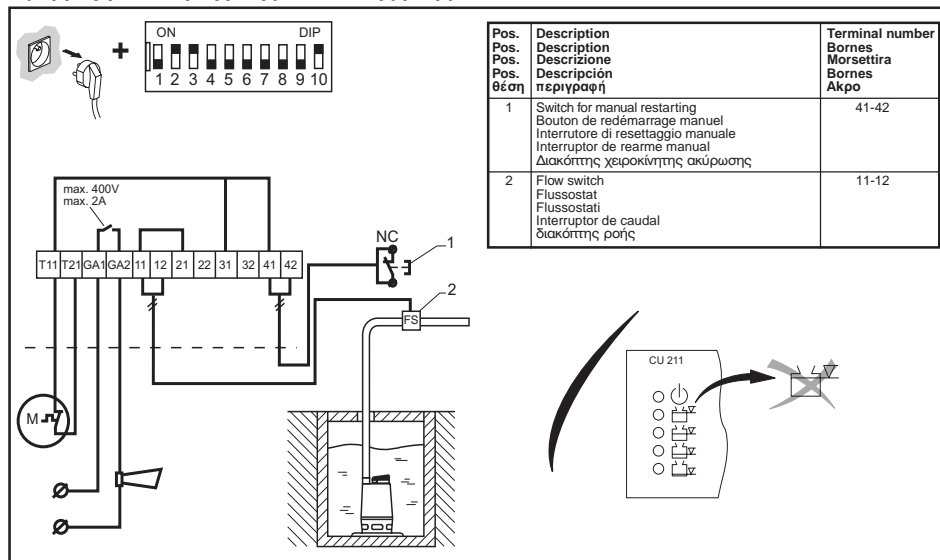 ON DIP
1 2 3 4 5 6 7 8 9 10
Pos. Description Terminal number
Pos. Description Bornes
Pos. Descrizione Morsettira
Pos. Descripción Bornes
θέση περιγραφή Ακρο
1 Switch for manual restarting 41-42
Bouton de redémarrage manuel
Interrutore di resettaggio manuale
Interruptor de rearme manual
Διακόπτης χειροκίνητης ακύρωσης
2 Flow switch 11-12
Flussostat
Flussostati
Interruptor de caudal
διακόπτης ροής
max. 400V
max. 2A
T11 T21 GA1 GA2 11 12 21 22 31 32 41 42
NC
1
2
FS
M
CU 211